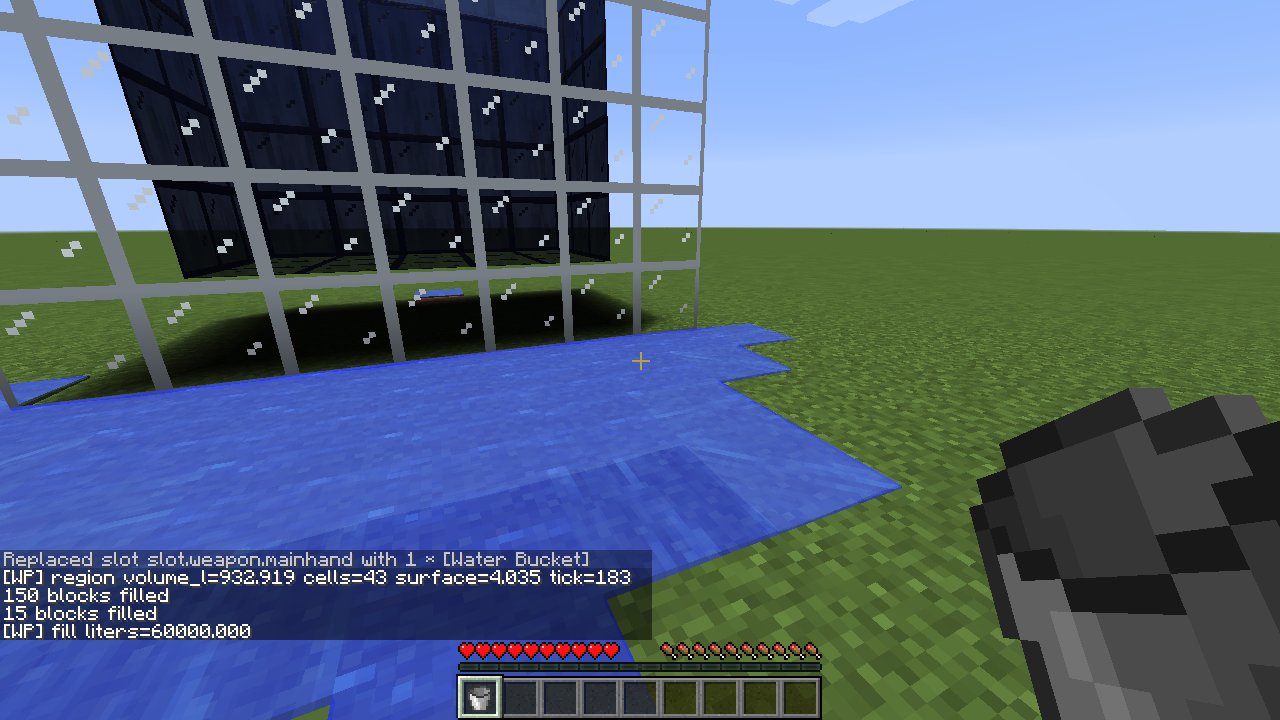 Replaced slot slot.weapon.mainhand with 1 × [Water Bucket]
[WP] region volume_l=932.919 cells=43 surface=4.035 tick=183
150 blocks filled
15 blocks filled
[WP] fill liters=60000.000